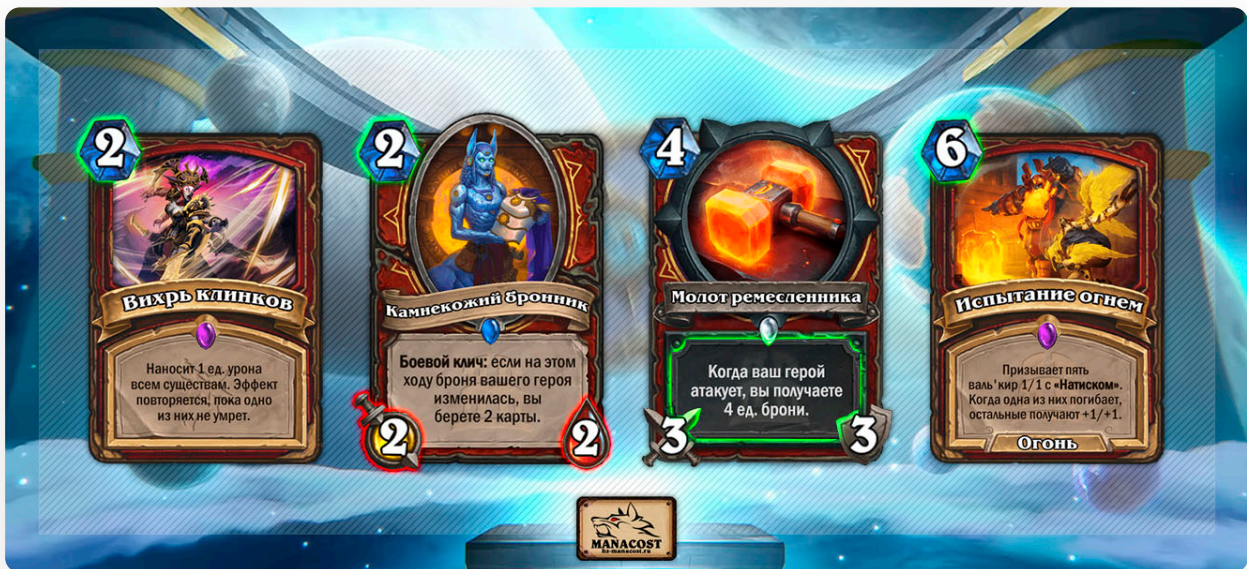 2
Вихрь клинков
Наносит 1 ед. урона
всем существам. Эффект
повторяется, пока одно
из них не умрет.
2
Камнекожий бронник
Боевой клич: если на этом
ходу броня вашего героя
изменилась, вы
берете 2 карты.
2
2
4
Молот ремесленника
Когда ваш герой
атакует, вы получаете
4 ед. брони.
3
3
6
Испытание огнем
Призывает пять
валь'кир 1/1 с «Натиском».
Когда одна из них погибает,
остальные получают +1/+1.
Огонь
MANACOST
hs-manacost.ru